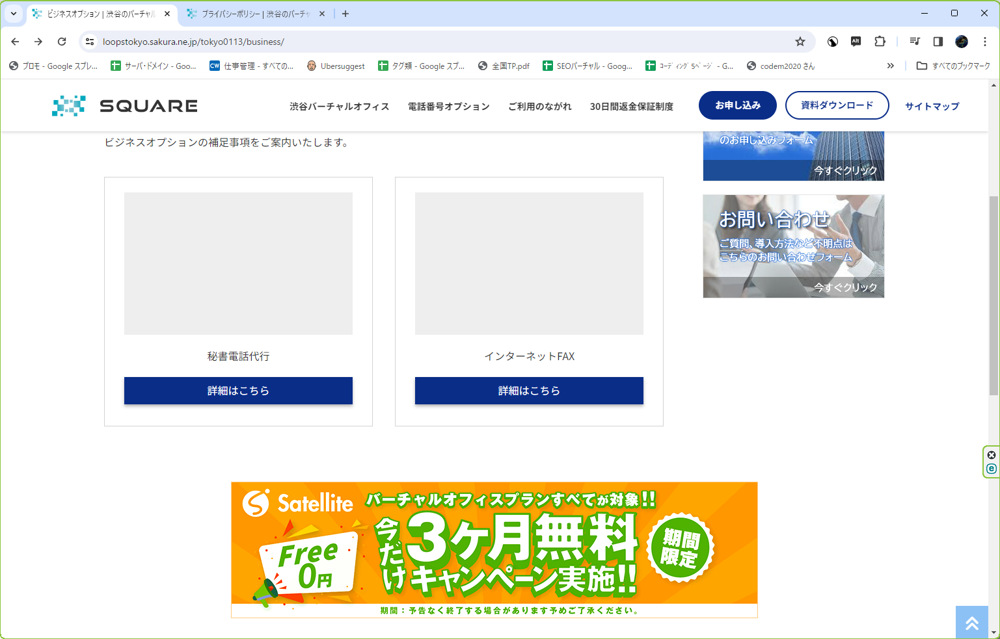 ビジネスオプション | 渋谷のバーチャル
プライバシーポリシー | 渋谷のバーチャ
loopstokyo.sakura.ne.jp/tokyo0113/business/
Alt
プロモ - Google スプレ...
サーバ・ドメイン - Goo...
CW 仕事管理 - すべての...
Ubersuggest
タグ類 - Google スプ...
全国TP.pdf
SEOバーチャル - Goog...
コーディング 5ページ - G...
codem2020 さん
すべてのブックマーク
SQUARE
渋谷バーチャルオフィス
電話番号オプション
ご利用のながれ
30日間返金保証制度
お申し込み
資料ダウンロード
サイトマップ
ビジネスオプションの補足事項をご案内いたします。
のお申し込みフォーム
今すぐクリック
お問い合わせ
ご質問、導入方法など不明点は
こちらのお問い合わせフォーム
今すぐクリック
秘書電話代行
詳細はこちら
インターネットFAX
詳細はこちら
Satellite
バーチャルオフィスプランすべてが対象!!
Free
0円
今だけ
3ヶ月無料
キャンペーン実施!!
期間
限定
期間：予告なく終了する場合があります予めご了承ください。